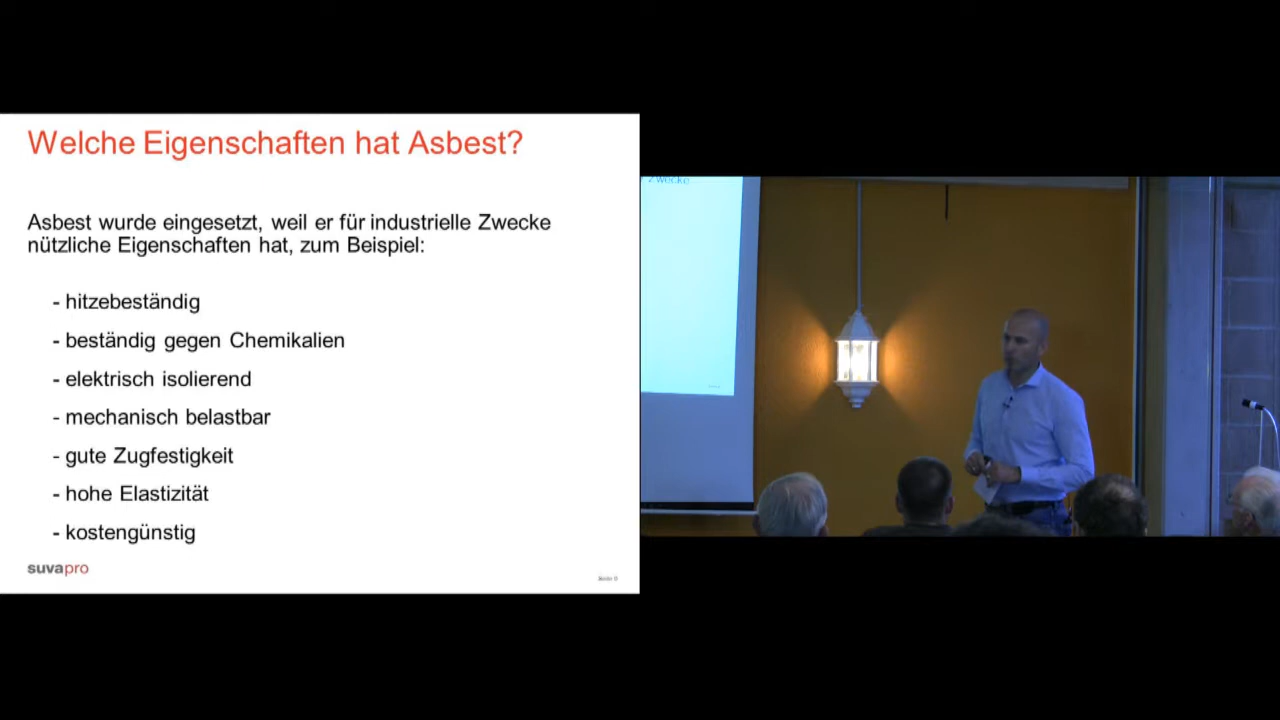 Welche Eigenschaften hat Asbest?
Asbest wurde eingesetzt, weil er für industrielle Zwecke
nützliche Eigenschaften hat, zum Beispiel:
- hitzebeständig
- beständig gegen Chemikalien
- elektrisch isolierend
- mechanisch belastbar
- gute Zugfestigkeit
- hohe Elastizität
- kostengünstig
suvapro
Zwecke